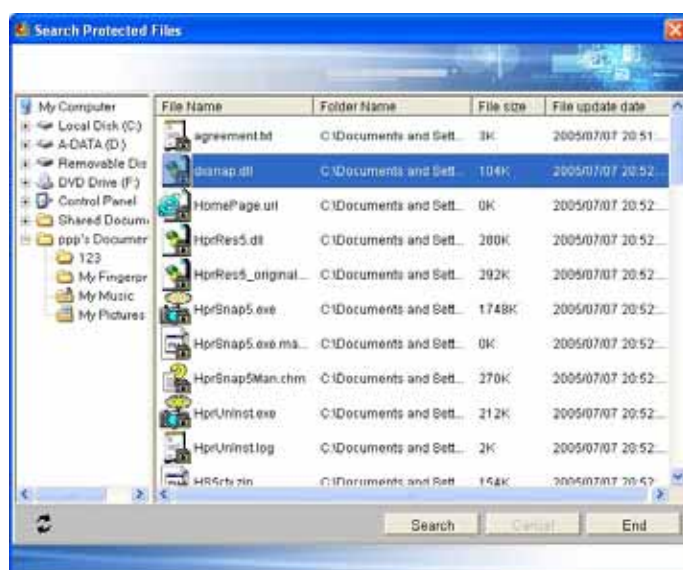 Search Protected Files
My Computer
Local Disk (C:)
A-DATA (D:)
Removable Dis
DVD Drive (F:)
Control Panel
Shared Docum
ppp's Documer
123
My Fingerpr
My Music
My Pictures
File Name Folder Name File size File update date
agreement.txt C:\Documents and Sett... 3K 2005/07/07 20:51...
disnap.dll C:\Documents and Sett... 104K 2005/07/07 20:52...
HomePage.url C:\Documents and Sett... 0K 2005/07/07 20:52...
HprRes5.dll C:\Documents and Sett... 280K 2005/07/07 20:52...
HprRes5_original... C:\Documents and Sett... 292K 2005/07/07 20:52...
HprSnap5.exe C:\Documents and Sett... 1748K 2005/07/07 20:52...
HprSnap5.exe.ma... C:\Documents and Sett... 0K 2005/07/07 20:52...
HprSnap5Man.chm C:\Documents and Sett... 270K 2005/07/07 20:52...
HprUninst.exe C:\Documents and Sett... 212K 2005/07/07 20:52...
HprUninst.log C:\Documents and Sett... 2K 2005/07/07 20:52...
C:\Documents and Sett... 154K 2005/07/07 20:52...
Search Cancel End